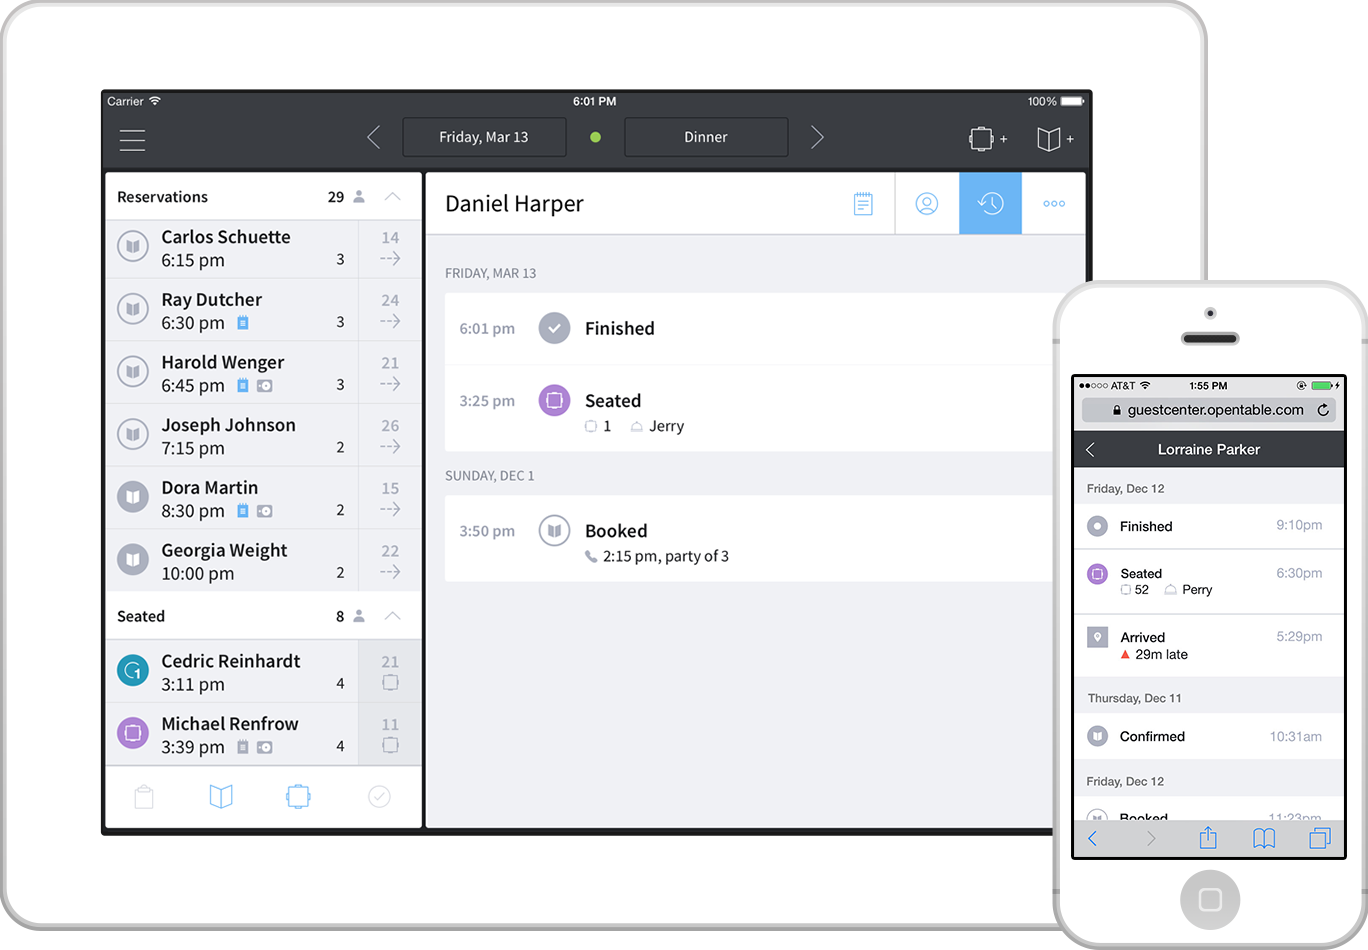 Carrier 6:01 PM 100%
Friday, Mar 13 Dinner + +
Reservations 29
Carlos Schuette 14
6:15 pm 3
Ray Dutcher 24
6:30 pm 3
Harold Wenger 21
6:45 pm 3
Joseph Johnson 26
7:15 pm 2
Dora Martin 15
8:30 pm 2
Georgia Weight 22
10:00 pm 2
Seated 8
Cedric Reinhardt 21
1 3:11 pm 4
Michael Renfrow 11
3:39 pm 4
Daniel Harper
FRIDAY, MAR 13
6:01 pm Finished
3:25 pm Seated
1 Jerry
SUNDAY, DEC 1
3:50 pm Booked
2:15 pm, party of 3
AT&T 1:55 PM
guestcenter.opentable.com
Lorraine Parker
Friday, Dec 12
Finished 9:10pm
Seated 6:30pm
52 Perry
Arrived 5:29pm
29m late
Thursday, Dec 11
Confirmed 10:31am
Friday, Dec 12
Booked 11:23pm